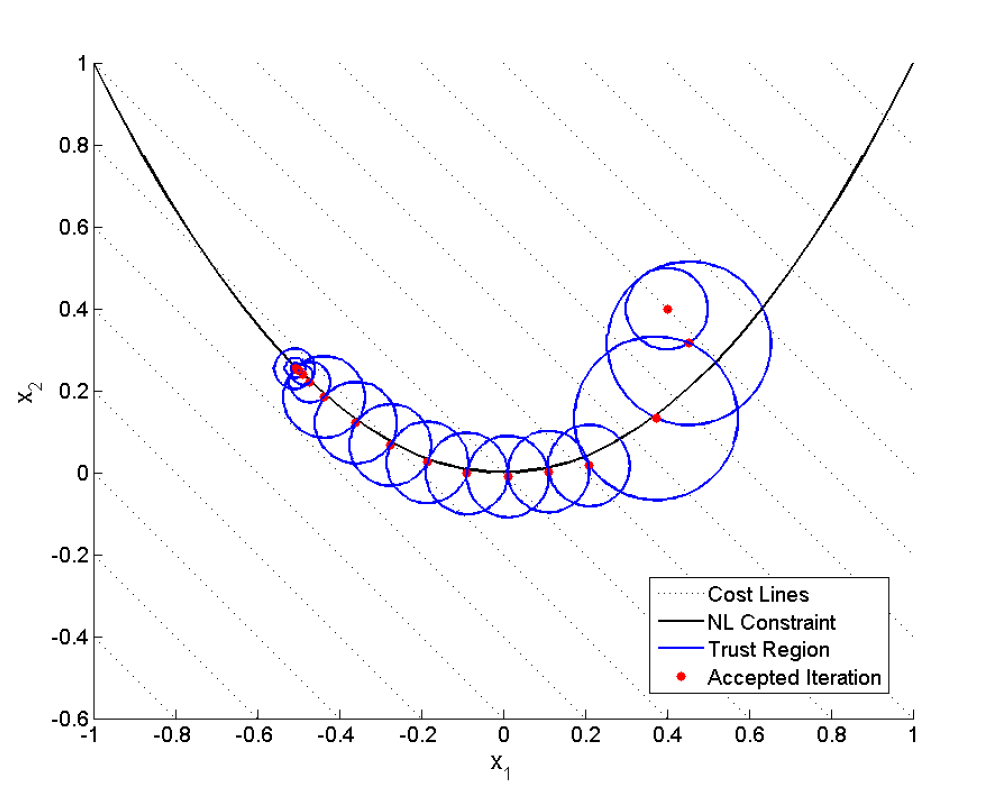 1
0.8
0.6
0.4
0.2
0
-0.2
-0.4
-0.6
x2
-1 -0.8 -0.6 -0.4 -0.2 0 0.2 0.4 0.6 0.8 1
x1
Cost Lines
NL Constraint
Trust Region
Accepted Iteration